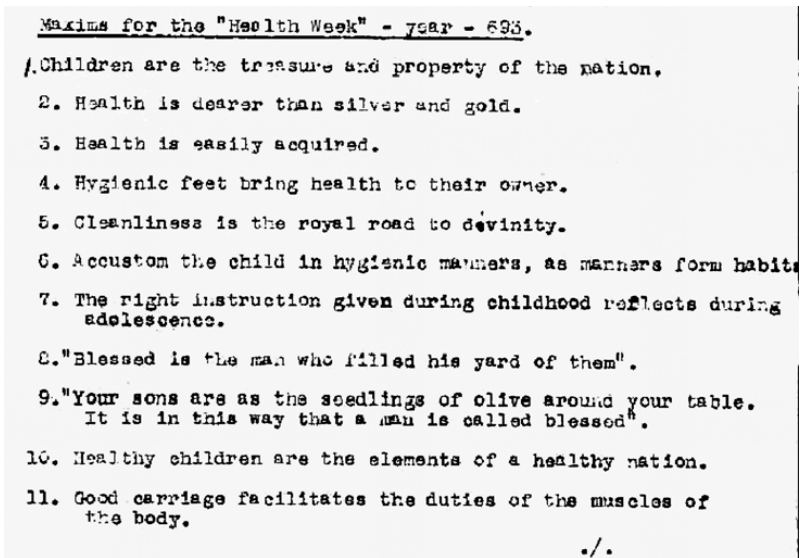 Maxims for the "Health Week" - year - 693.
1. Children are the treasure and property of the nation.
2. Health is dearer than silver and gold.
3. Health is easily acquired.
4. Hygienic feet bring health to their owner.
5. Cleanliness is the royal road to divinity.
6. Accustom the child in hygienic manners, as manners form habits
7. The right instruction given during childhood reflects during
adolescence.
8. "Blessed is the man who filled his yard of them".
9. "Your sons are as the seedlings of olive around your table.
It is in this way that a man is called blessed".
10. Healthy children are the elements of a healthy nation.
11. Good carriage facilitates the duties of the muscles of
the body.
./.